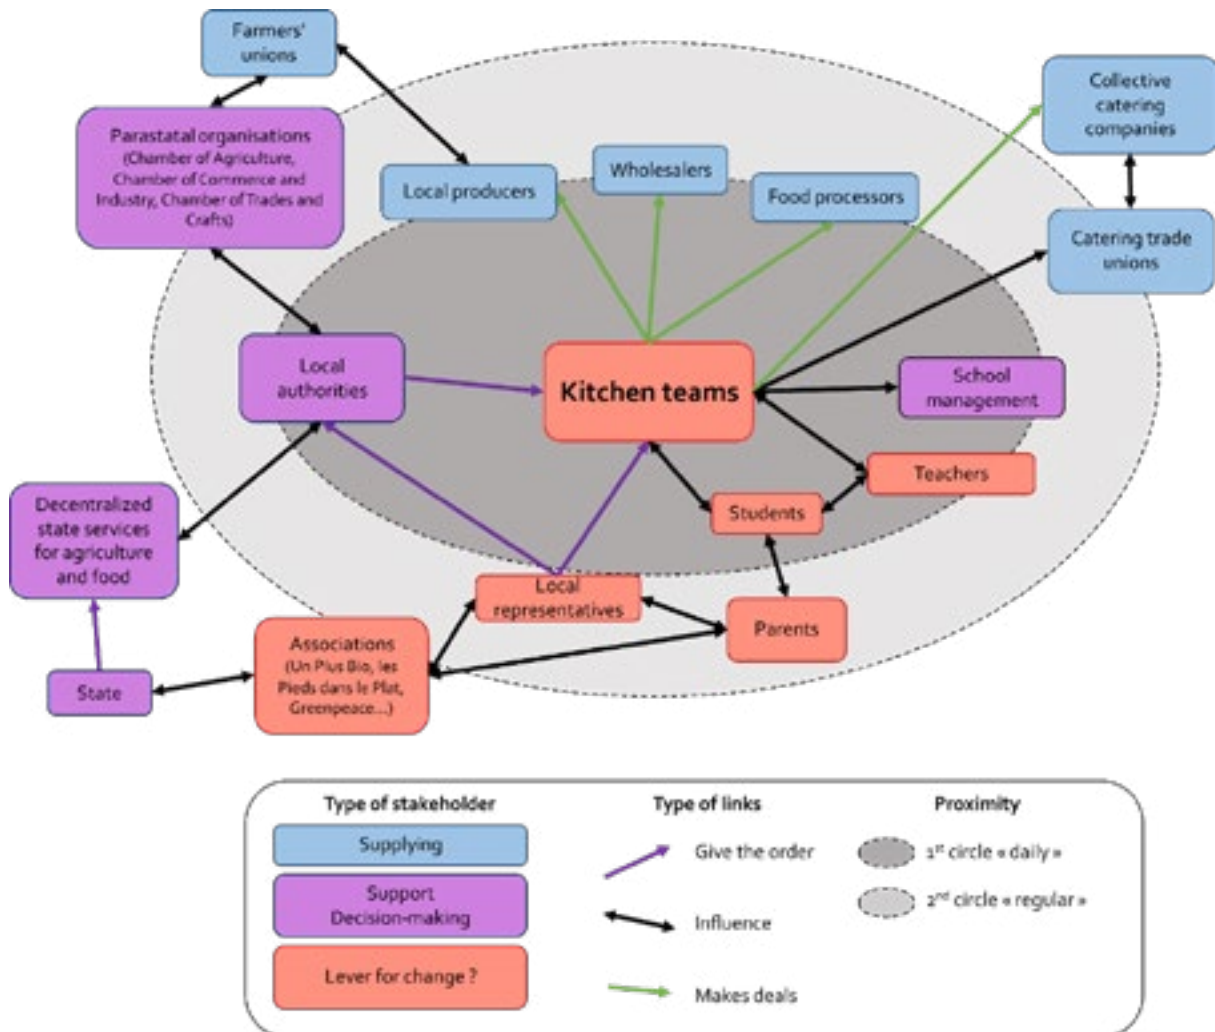 Farmers'
unions
Collective
catering
companies
Parastatal organisations
(Chamber of Agriculture,
Chamber of Commerce and
Industry, Chamber of Trades and
Crafts)
Local producers
Wholesalers
Food processors
Catering trade
unions
Local
authorities
Kitchen teams
School
management
Teachers
Students
Decentralized
state services
for agriculture
and food
Local
representatives
Parents
Associations
(Un Plus Bio, les
Pieds dans le Plat,
Greenpeace...)
State
Type of stakeholder
Supplying
Support
Decision-making
Lever for change ?
Type of links
Give the order
Influence
Makes deals
Proximity
1st circle « daily »
2nd circle « regular »